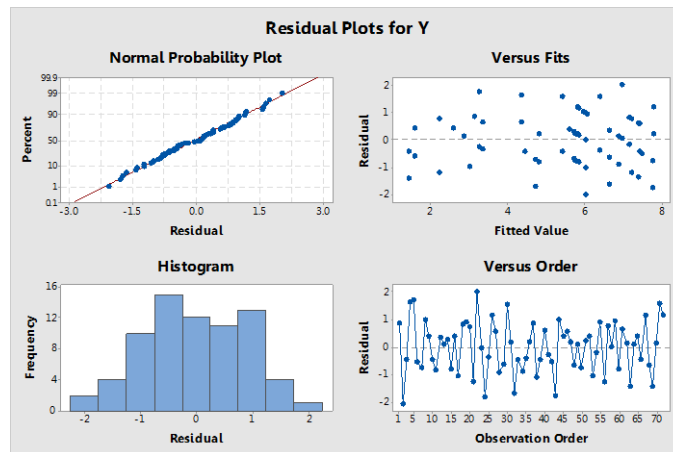 Residual Plots for Y
Normal Probability Plot
99.9
99
90
50
10
1
0.1
Percent
-3.0 -1.5 0.0 1.5 3.0
Residual
Versus Fits
2
1
0
-1
-2
Residual
2 4 6 8
Fitted Value
Histogram
16
12
8
4
0
Frequency
-2 -1 0 1 2
Residual
Versus Order
2
1
0
-1
-2
Residual
1 5 10 15 20 25 30 35 40 45 50 55 60 65 70
Observation Order